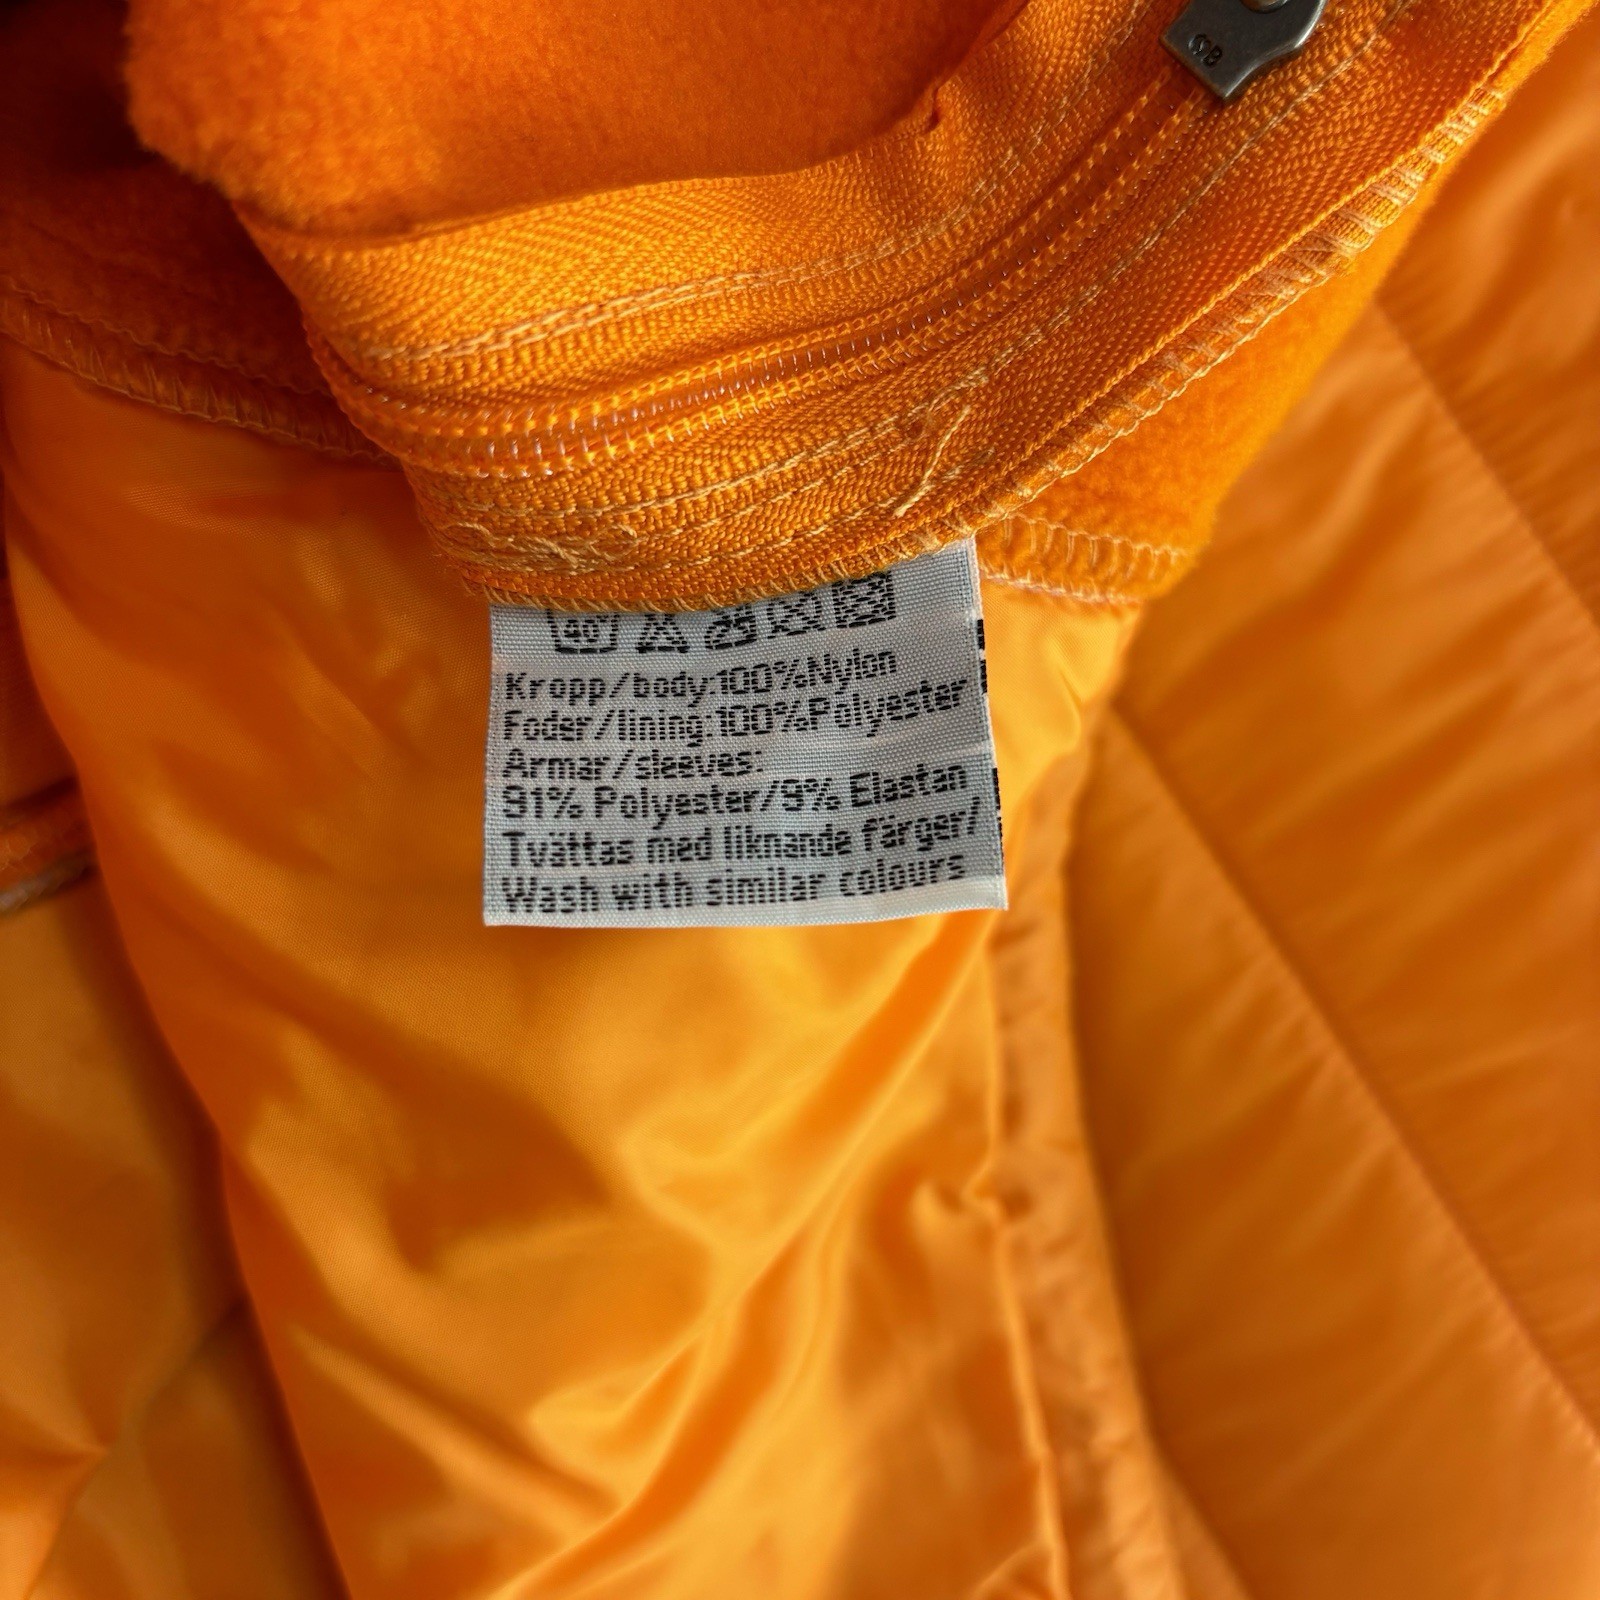 B
40°
Kropp/body:100%Nylon
Foder/lining:100%Polyester
Armar/sleeves:
91% Polyester/9% Elastan
Tvättas med liknande färger/
Wash with similar colours